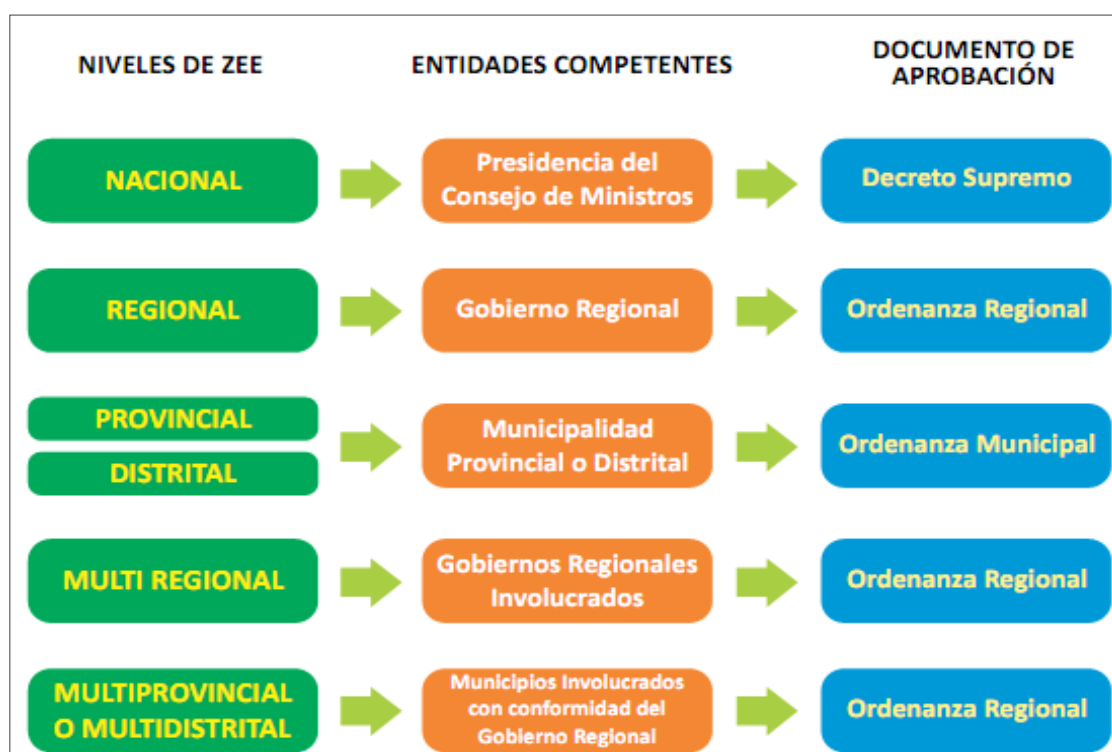 NIVELES DE ZEE
ENTIDADES COMPETENTES
DOCUMENTO DE
APROBACIÓN
NACIONAL
Presidencia del
Consejo de Ministros
Decreto Supremo
REGIONAL
Gobierno Regional
Ordenanza Regional
PROVINCIAL
DISTRITAL
Municipalidad
Provincial o Distrital
Ordenanza Municipal
MULTI REGIONAL
Gobiernos Regionales
Involucrados
Ordenanza Regional
MULTIPROVINCIAL
O MULTIDISTRITAL
Municipios Involucrados
con conformidad del
Gobierno Regional
Ordenanza Regional